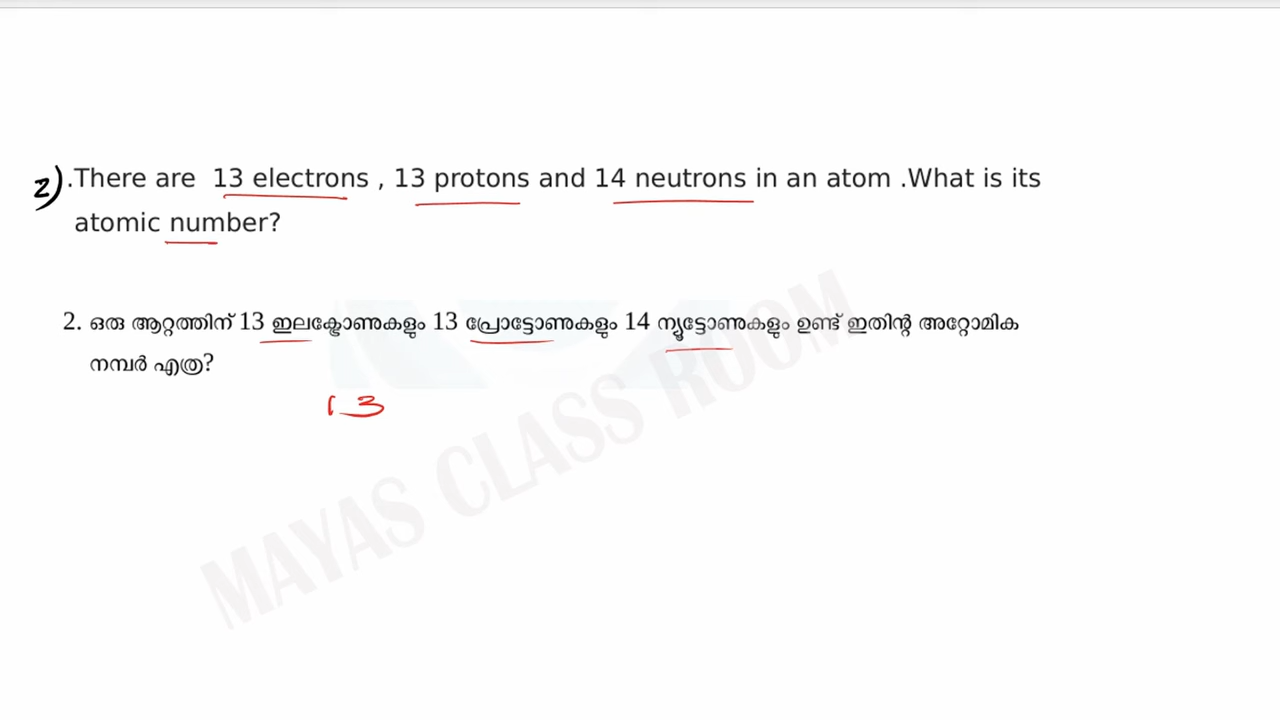 2) .There are 13 electrons , 13 protons and 14 neutrons in an atom .What is its
atomic number?
2. ഒരു ആറ്റത്തിന് 13 ഇലക്ട്രോണുകളും 13 പ്രോട്ടോണുകളും 14 ന്യൂട്ടോണുകളും ഉണ്ട് ഇതിന്റ അറ്റോമിക
നമ്പർ എത്ര?
13
MAYAS CLASS ROOM